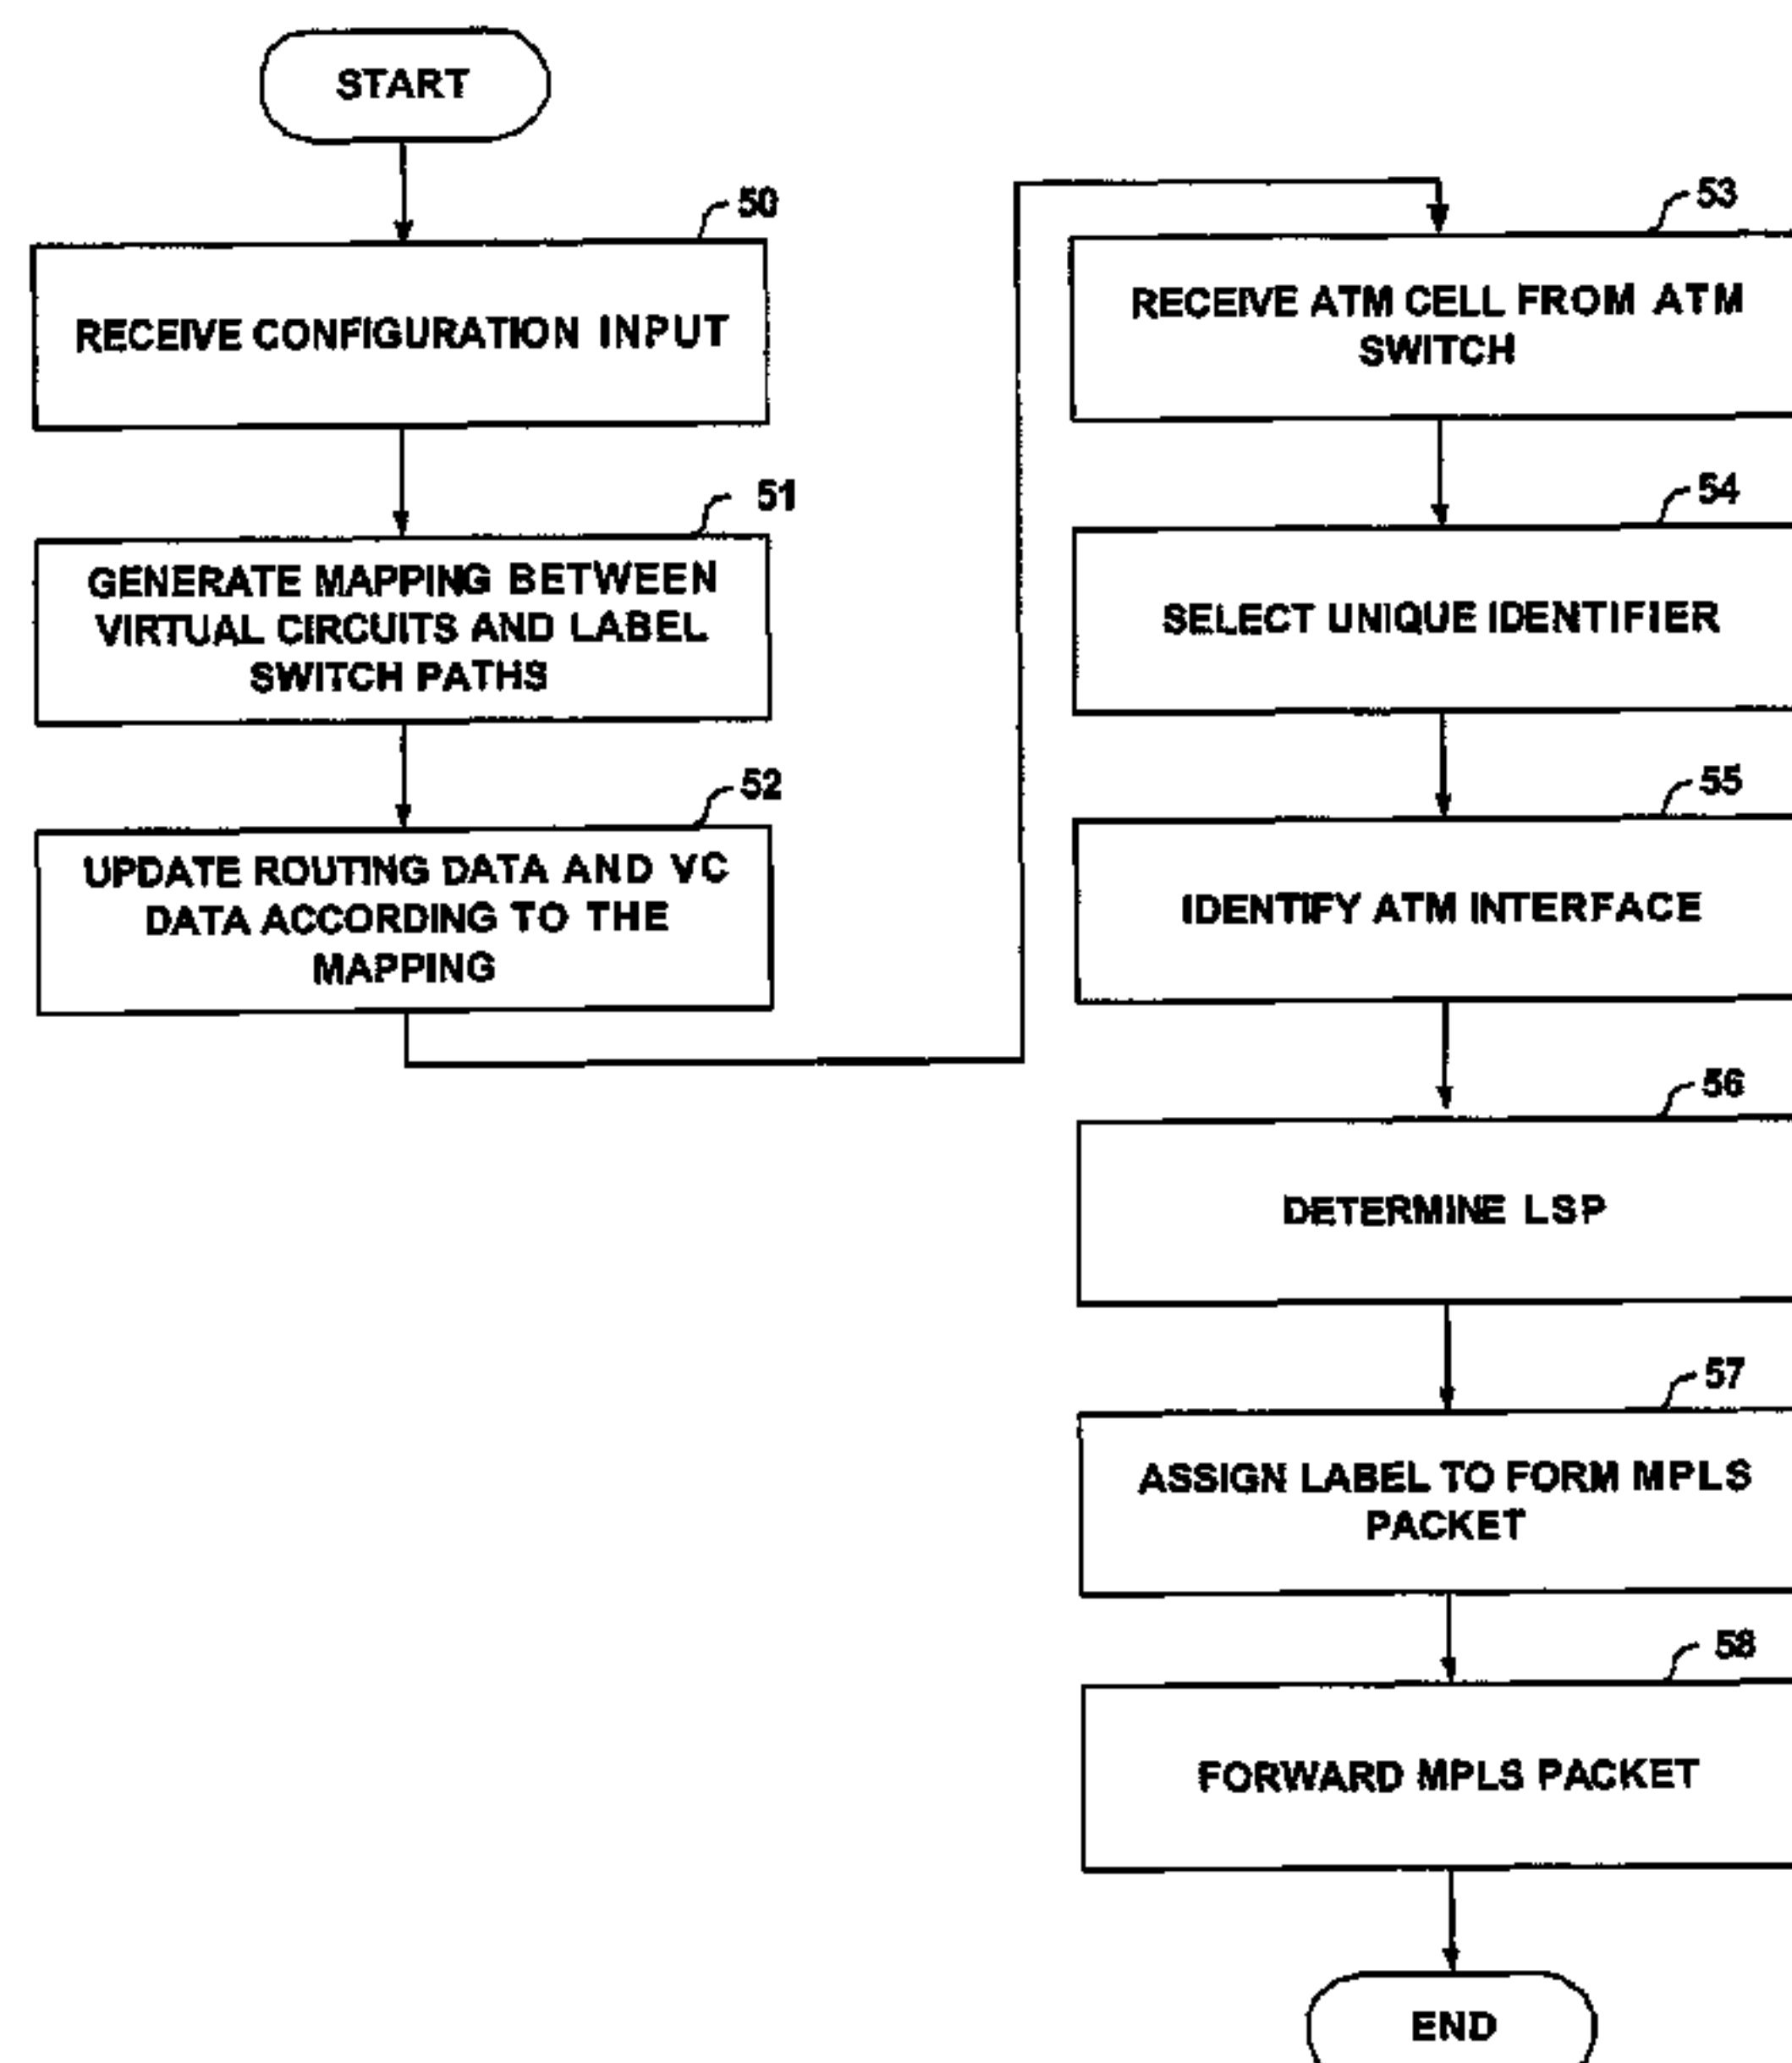 START
50
RECEIVE CONFIGURATION INPUT
51
GENERATE MAPPING BETWEEN
VIRTUAL CIRCUITS AND LABEL
SWITCH PATHS
52
UPDATE ROUTING DATA AND VC
DATA ACCORDING TO THE
MAPPING
53
RECEIVE ATM CELL FROM ATM
SWITCH
54
SELECT UNIQUE IDENTIFIER
55
IDENTIFY ATM INTERFACE
56
DETERMINE LSP
57
ASSIGN LABEL TO FORM MPLS
PACKET
58
FORWARD MPLS PACKET
END